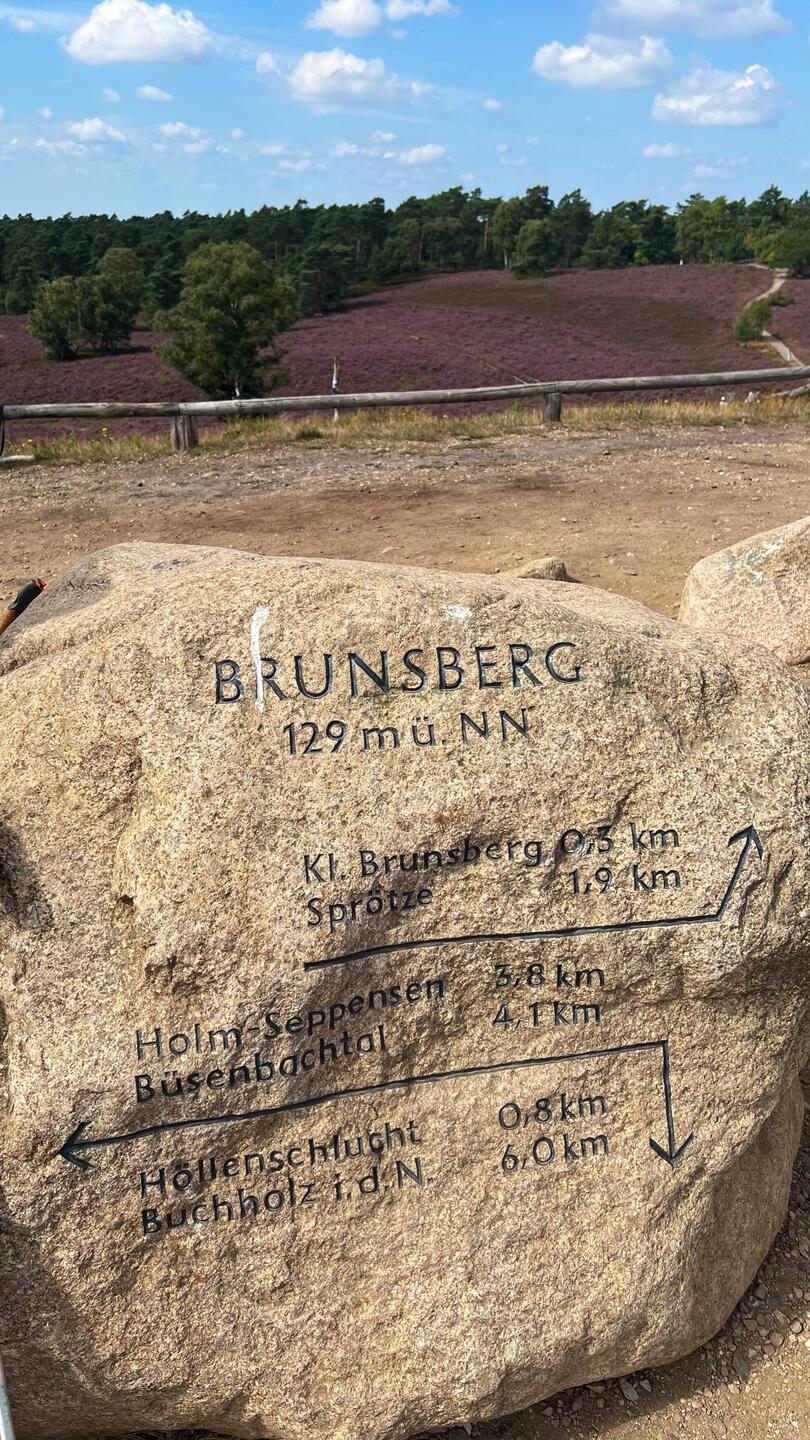 BRUNSBERG
129 m ü. NN
Kl. Brunsberg 0,3 km
Sprötze 1,9 km
Holm-Seppensen 3,8 km
Büsenbachtal 4,1 km
Höllenschlucht 0,8 km
Buchholz i.d.N. 6,0 km